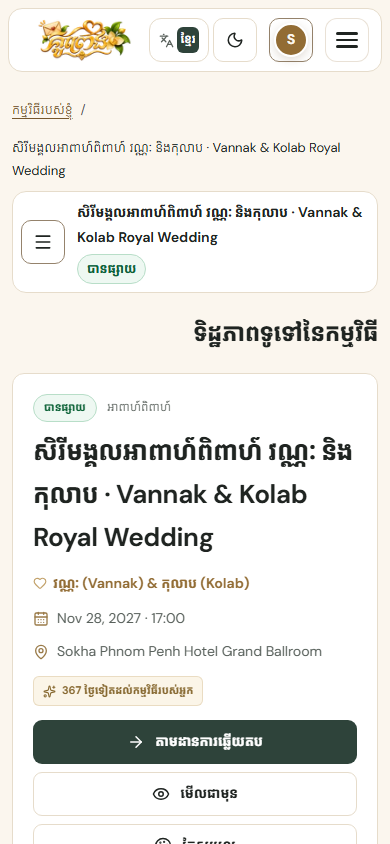 ខ្មែរ
S
កម្មវិធីរបស់ខ្ញុំ /
សិរីមង្គលអាពាហ៍ពិពាហ៍ វណ្ណៈ និងកុលាប · Vannak & Kolab Royal
Wedding
សិរីមង្គលអាពាហ៍ពិពាហ៍ វណ្ណៈ និងកុលាប · Vannak &
Kolab Royal Wedding
បានផ្សាយ
ទិដ្ឋភាពទូទៅនៃកម្មវិធី
បានផ្សាយ អាពាហ៍ពិពាហ៍
សិរីមង្គលអាពាហ៍ពិពាហ៍ វណ្ណៈ និង
កុលាប · Vannak & Kolab
Royal Wedding
វណ្ណៈ (Vannak) & កុលាប (Kolab)
Nov 28, 2027 · 17:00
Sokha Phnom Penh Hotel Grand Ballroom
367 ថ្ងៃទៀតដល់កម្មវិធីរបស់អ្នក
តាមដានការឆ្លើយតប
មើលជាមុន